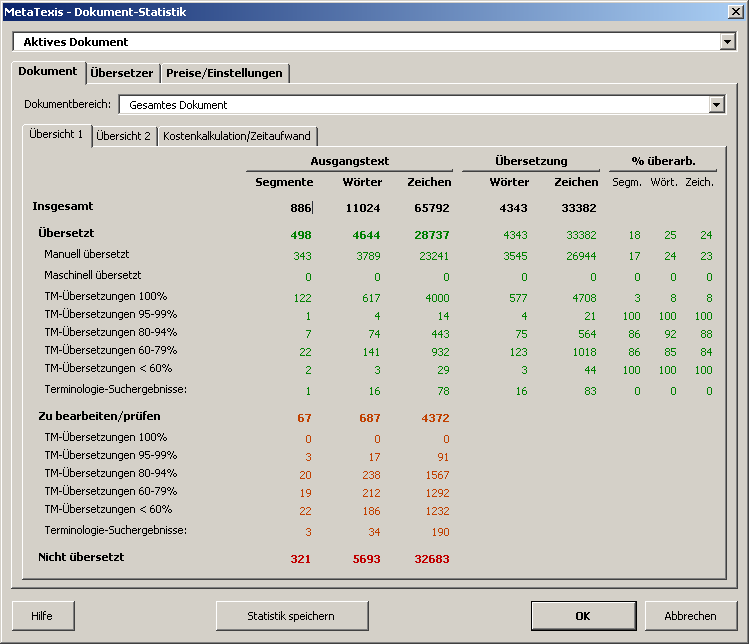 MetaTexis - Dokument-Statistik
Aktives Dokument
Dokument Übersetzer Preise/Einstellungen
Dokumentbereich: Gesamtes Dokument
Übersicht 1 Übersicht 2 Kostenkalkulation/Zeitaufwand
Ausgangstext Übersetzung % überarb.
Segmente Wörter Zeichen Wörter Zeichen Segm. Wört. Zeich.
Insgesamt 886 11024 65792 4343 33382
Übersetzt 498 4644 28737 4343 33382 18 25 24
Manuell übersetzt 343 3789 23241 3545 26944 17 24 23
Maschinell übersetzt 0 0 0 0 0 0 0 0
TM-Übersetzungen 100% 122 617 4000 577 4708 3 8 8
TM-Übersetzungen 95-99% 1 4 14 4 21 100 100 100
TM-Übersetzungen 80-94% 7 74 443 75 564 86 92 88
TM-Übersetzungen 60-79% 22 141 932 123 1018 86 85 84
TM-Übersetzungen < 60% 2 3 29 3 44 100 100 100
Terminologie-Suchergebnisse: 1 16 78 16 83 0 0 0
Zu bearbeiten/prüfen 67 687 4372
TM-Übersetzungen 100% 0 0 0
TM-Übersetzungen 95-99% 3 17 91
TM-Übersetzungen 80-94% 20 238 1567
TM-Übersetzungen 60-79% 19 212 1292
TM-Übersetzungen < 60% 22 186 1232
Terminologie-Suchergebnisse: 3 34 190
Nicht übersetzt 321 5693 32683
Hilfe Statistik speichern OK Abbrechen